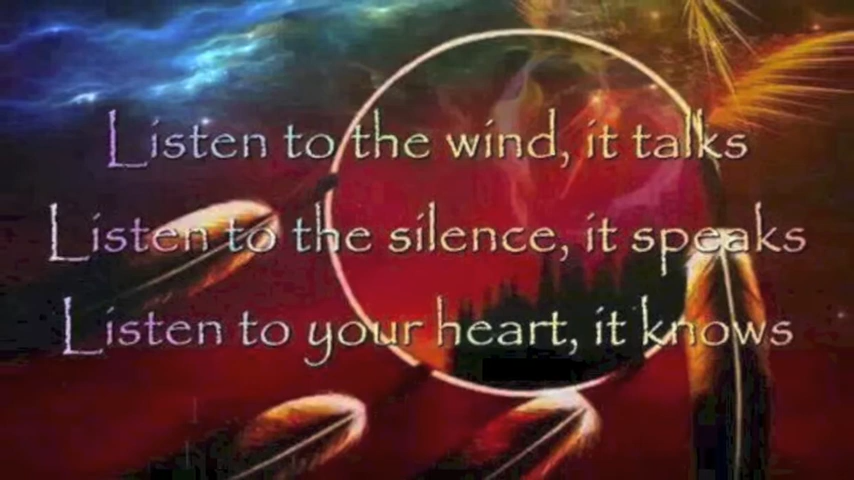 Listen to the wind, it talks
Listen to the silence, it speaks
Listen to your heart, it knows